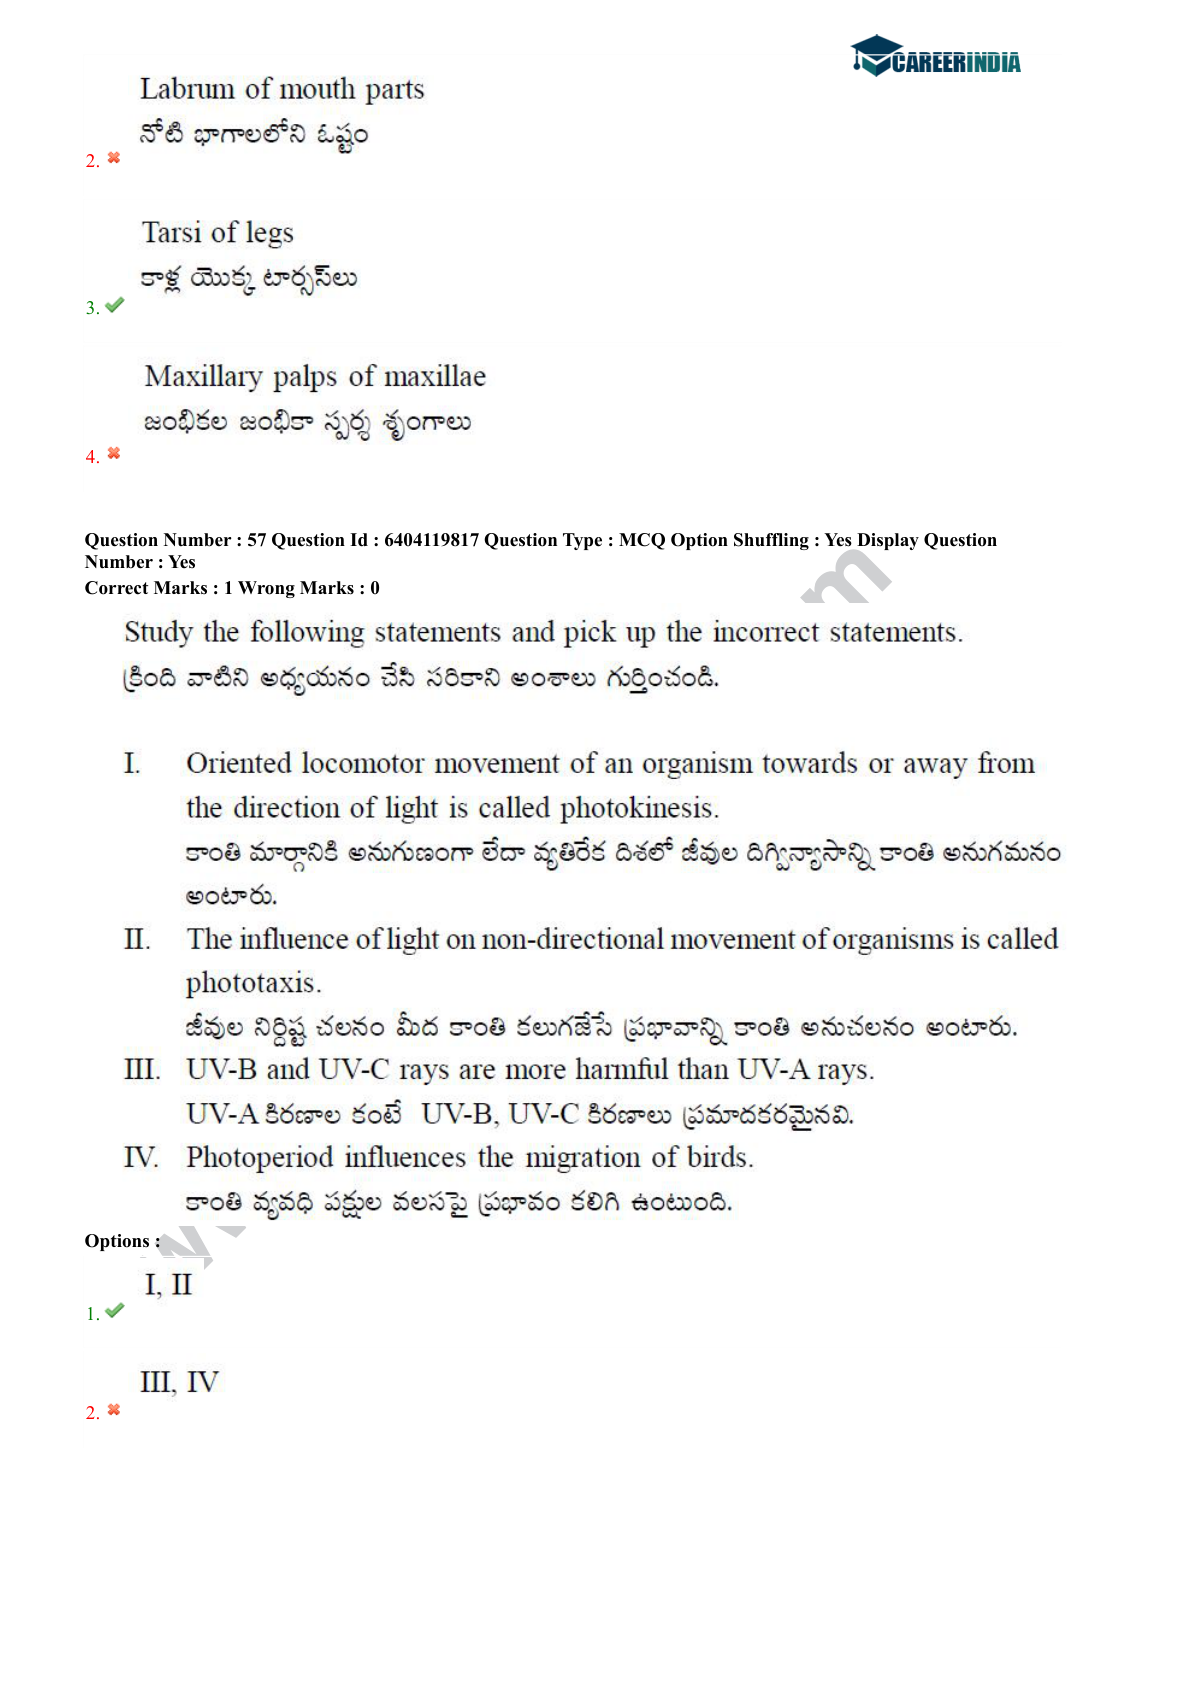 CAREERINDIA
Labrum of mouth parts
నోటి భాగాలలోని ఓష్టం
2.
Tarsi of legs
కాళ్ల యొక్క టార్సస్‌లు
3.
Maxillary palps of maxillae
జంభికల జంభికా స్పర్శ శృంగాలు
4.
Question Number : 57 Question Id : 6404119817 Question Type : MCQ Option Shuffling : Yes Display Question
Number : Yes
Correct Marks : 1 Wrong Marks : 0
Study the following statements and pick up the incorrect statements.
క్రింది వాటిని అధ్యయనం చేసి సరికాని అంశాలు గుర్తించండి.
I. Oriented locomotor movement of an organism towards or away from
the direction of light is called photokinesis.
కాంతి మార్గానికి అనుగుణంగా లేదా వ్యతిరేక దిశలో జీవుల దిగ్విన్యాసాన్ని కాంతి అనుగమనం
అంటారు.
II. The influence of light on non-directional movement of organisms is called
phototaxis.
జీవుల నిర్దిష్ట చలనం మీద కాంతి కలుగజేసే ప్రభావాన్ని కాంతి అనుచలనం అంటారు.
III. UV-B and UV-C rays are more harmful than UV-A rays.
UV-A కిరణాల కంటే UV-B, UV-C కిరణాలు ప్రమాదకరమైనవి.
IV. Photoperiod influences the migration of birds.
కాంతి వ్యవధి పక్షుల వలసపై ప్రభావం కలిగి ఉంటుంది.
Options :
I, II
1.
III, IV
2.